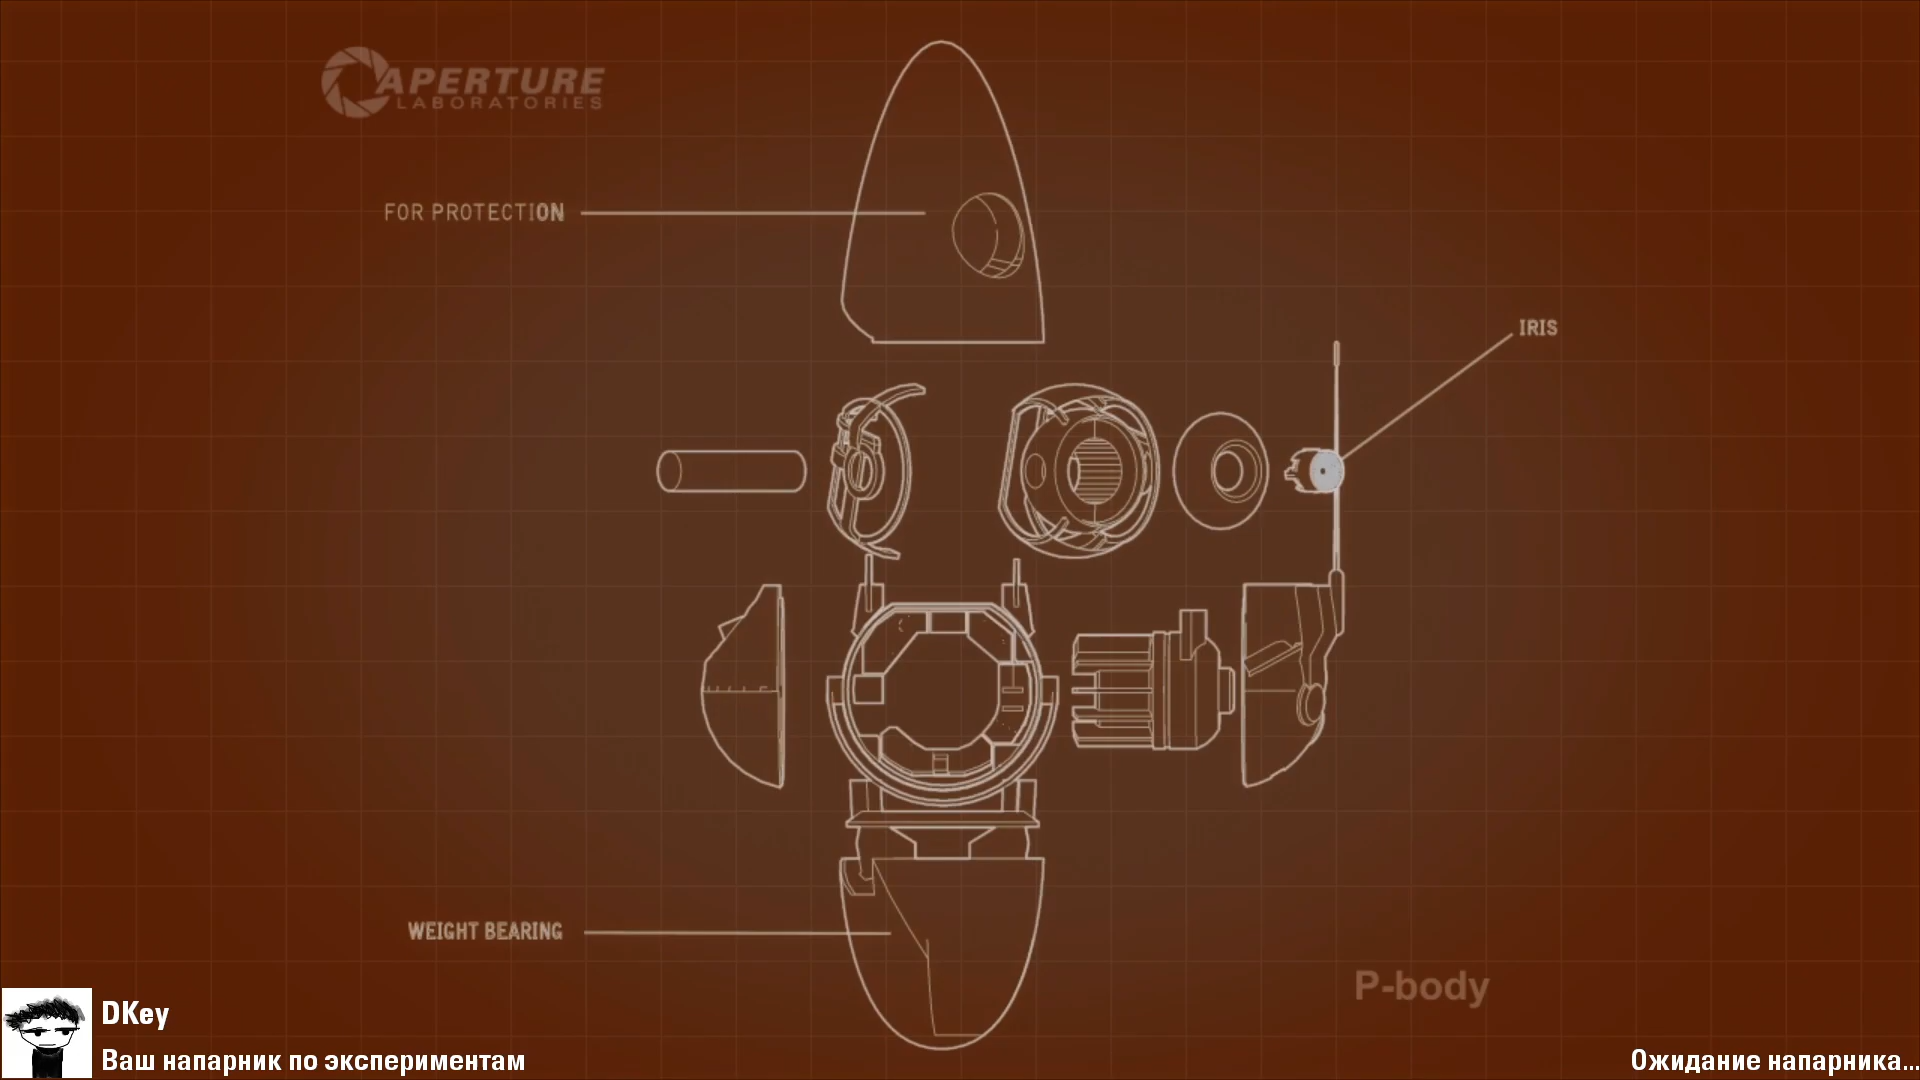 APERTURE
LABORATORIES
FOR PROTECTION
IRIS
WEIGHT BEARING
P-body
DKey
Ваш напарник по экспериментам
Ожидание напарника...